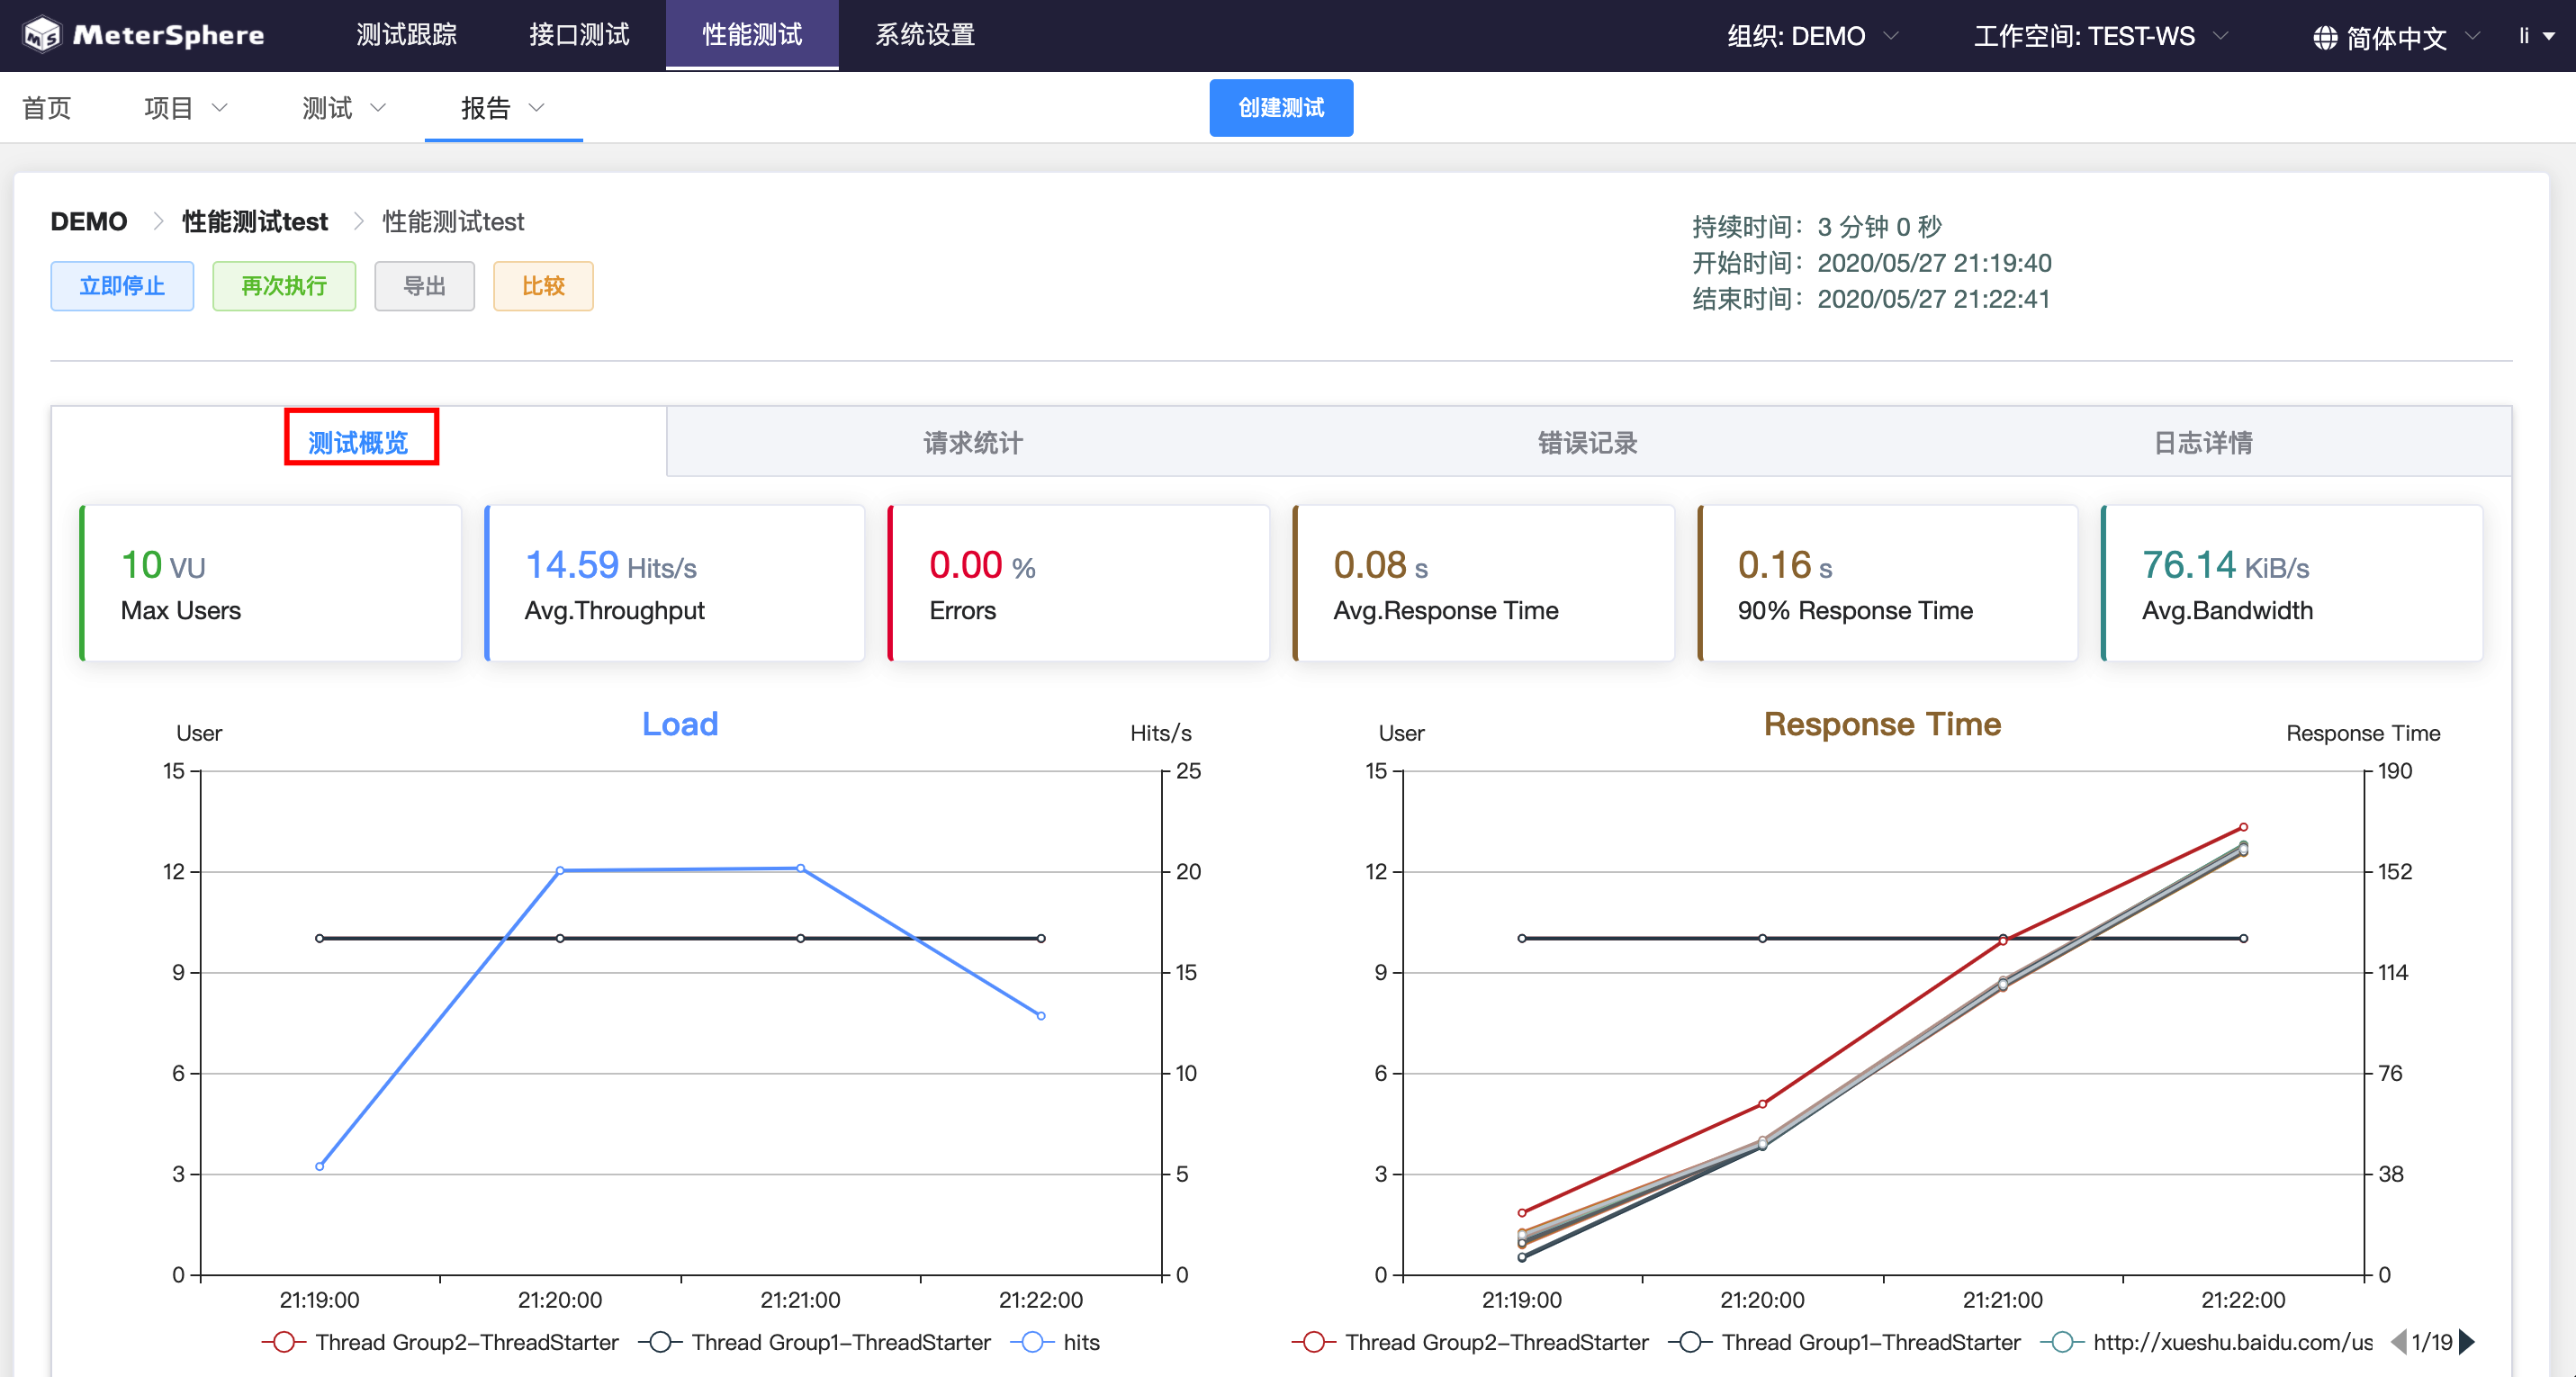 MeterSphere 测试跟踪 接口测试 性能测试 系统设置 组织: DEMO 工作空间: TEST-WS 简体中文 li
首页 项目 测试 报告 创建测试
DEMO 性能测试test 性能测试test
立即停止 再次执行 导出 比较
持续时间：3 分钟 0 秒
开始时间：2020/05/27 21:19:40
结束时间：2020/05/27 21:22:41
测试概览 请求统计 错误记录 日志详情
10 VU
Max Users
14.59 Hits/s
Avg.Throughput
0.00 %
Errors
0.08 s
Avg.Response Time
0.16 s
90% Response Time
76.14 KiB/s
Avg.Bandwidth
User Load Hits/s
15 25
12 20
9 15
6 10
3 5
0 0
21:19:00 21:20:00 21:21:00 21:22:00
Thread Group2-ThreadStarter Thread Group1-ThreadStarter hits
User Response Time Response Time
15 190
12 152
9 114
6 76
3 38
0 0
21:19:00 21:20:00 21:21:00 21:22:00
Thread Group2-ThreadStarter Thread Group1-ThreadStarter http://xueshu.baidu.com/us 1/19